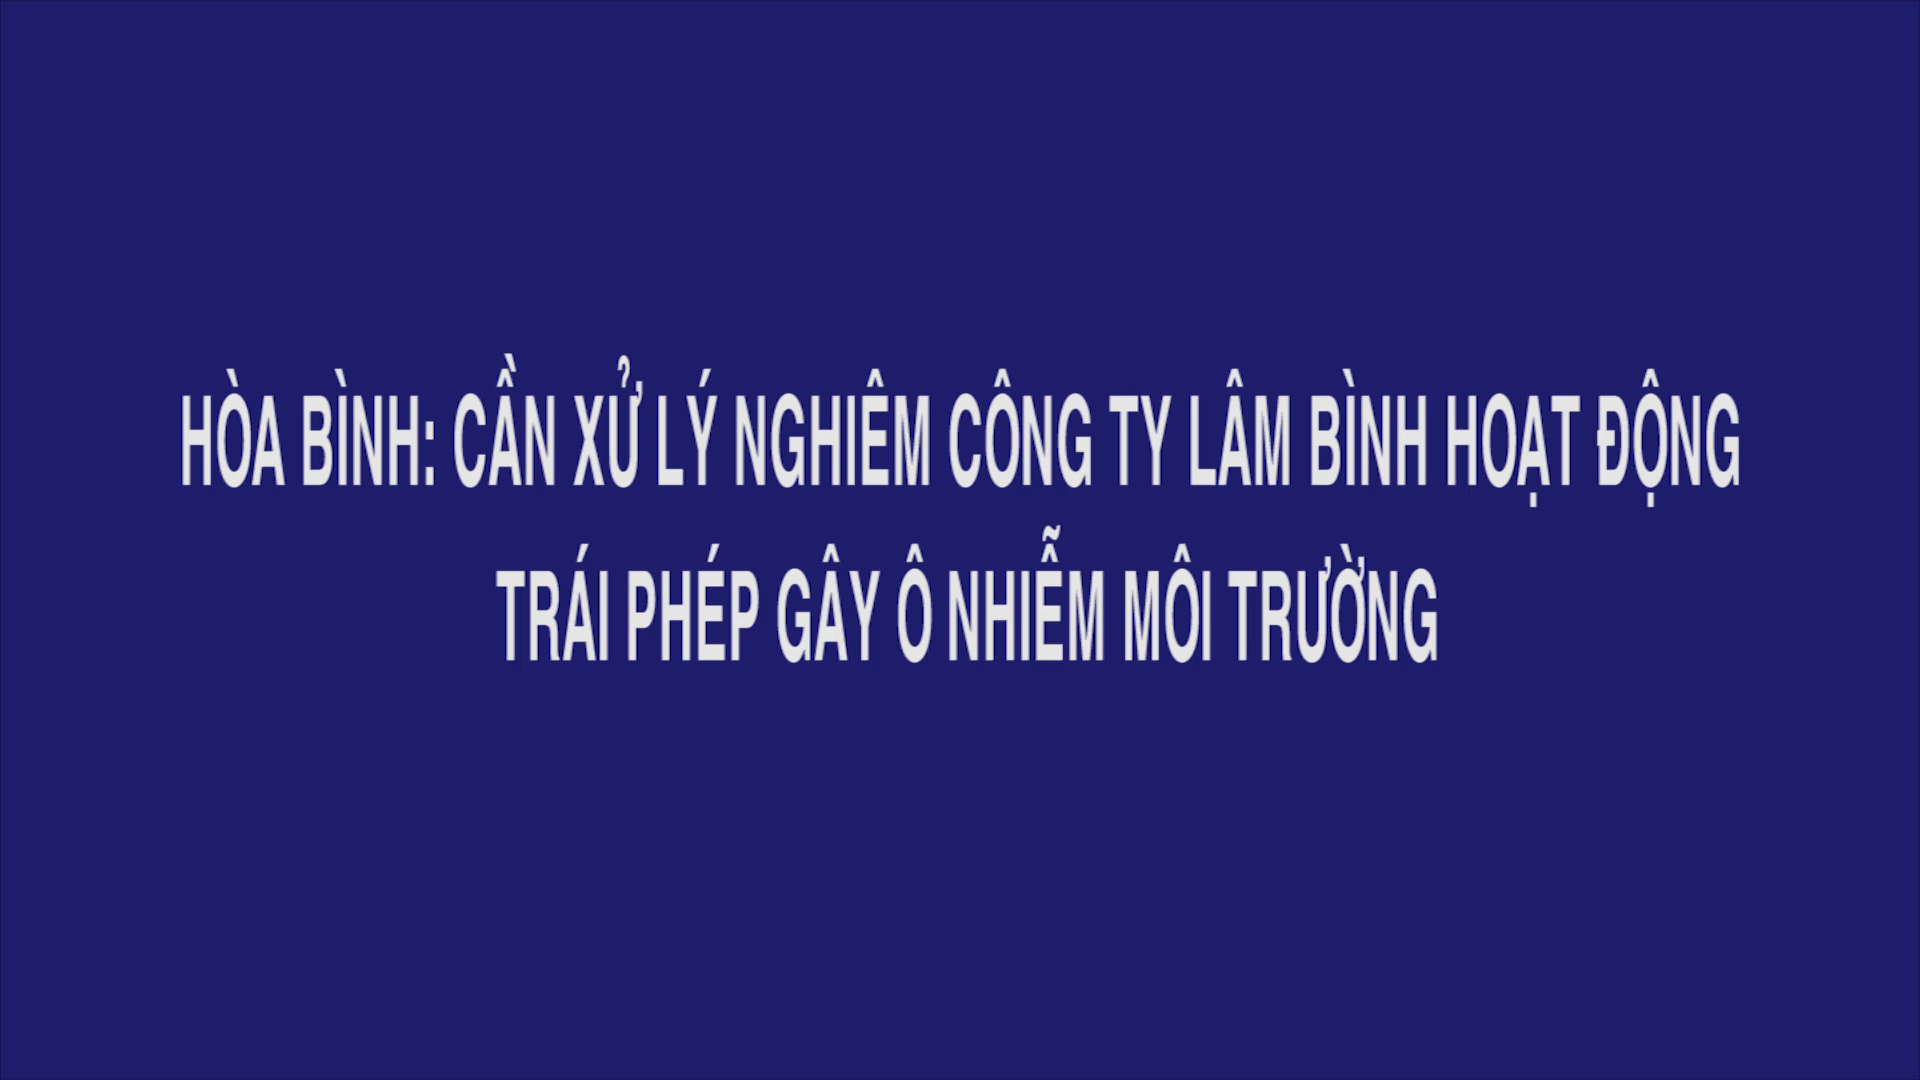 HÒA BÌNH: CẦN XỬ LÝ NGHIÊM CÔNG TY LÂM BÌNH HOẠT ĐỘNG
TRÁI PHÉP GÂY Ô NHIỄM MÔI TRƯỜNG